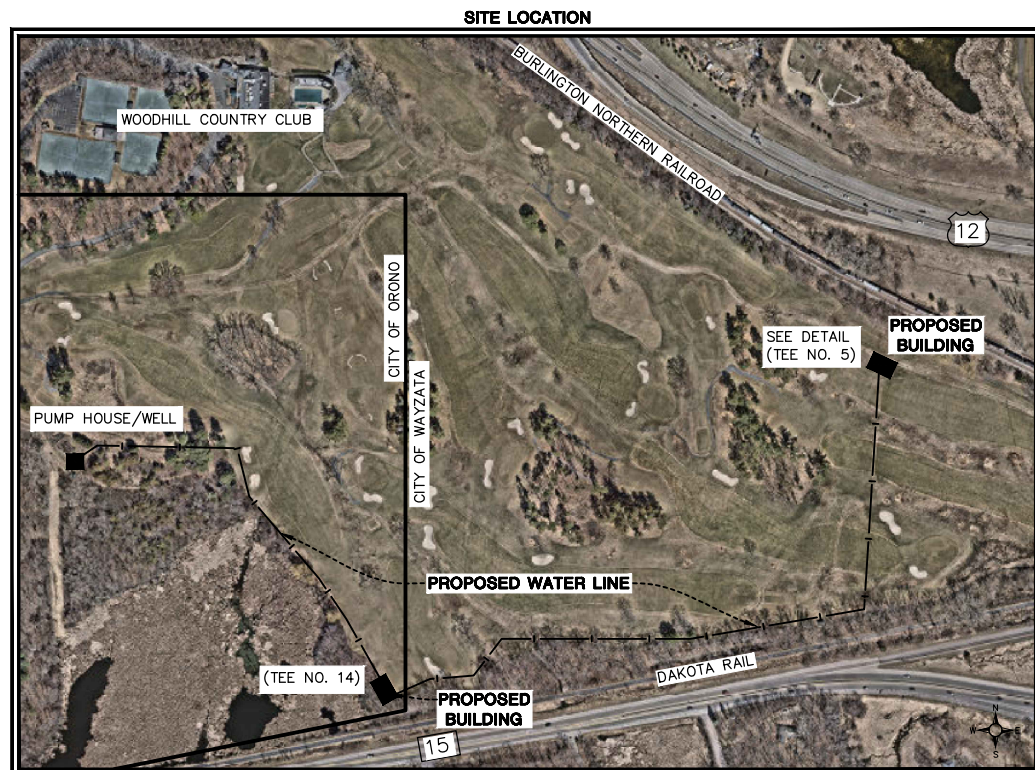 SITE LOCATION
WOODHILL COUNTRY CLUB
BURLINGTON NORTHERN RAILROAD
12
CITY OF ORONO
CITY OF WAYZATA
SEE DETAIL
(TEE NO. 5)
PROPOSED
BUILDING
PUMP HOUSE/WELL
PROPOSED WATER LINE
(TEE NO. 14)
PROPOSED
BUILDING
DAKOTA RAIL
15
N
W
E
S